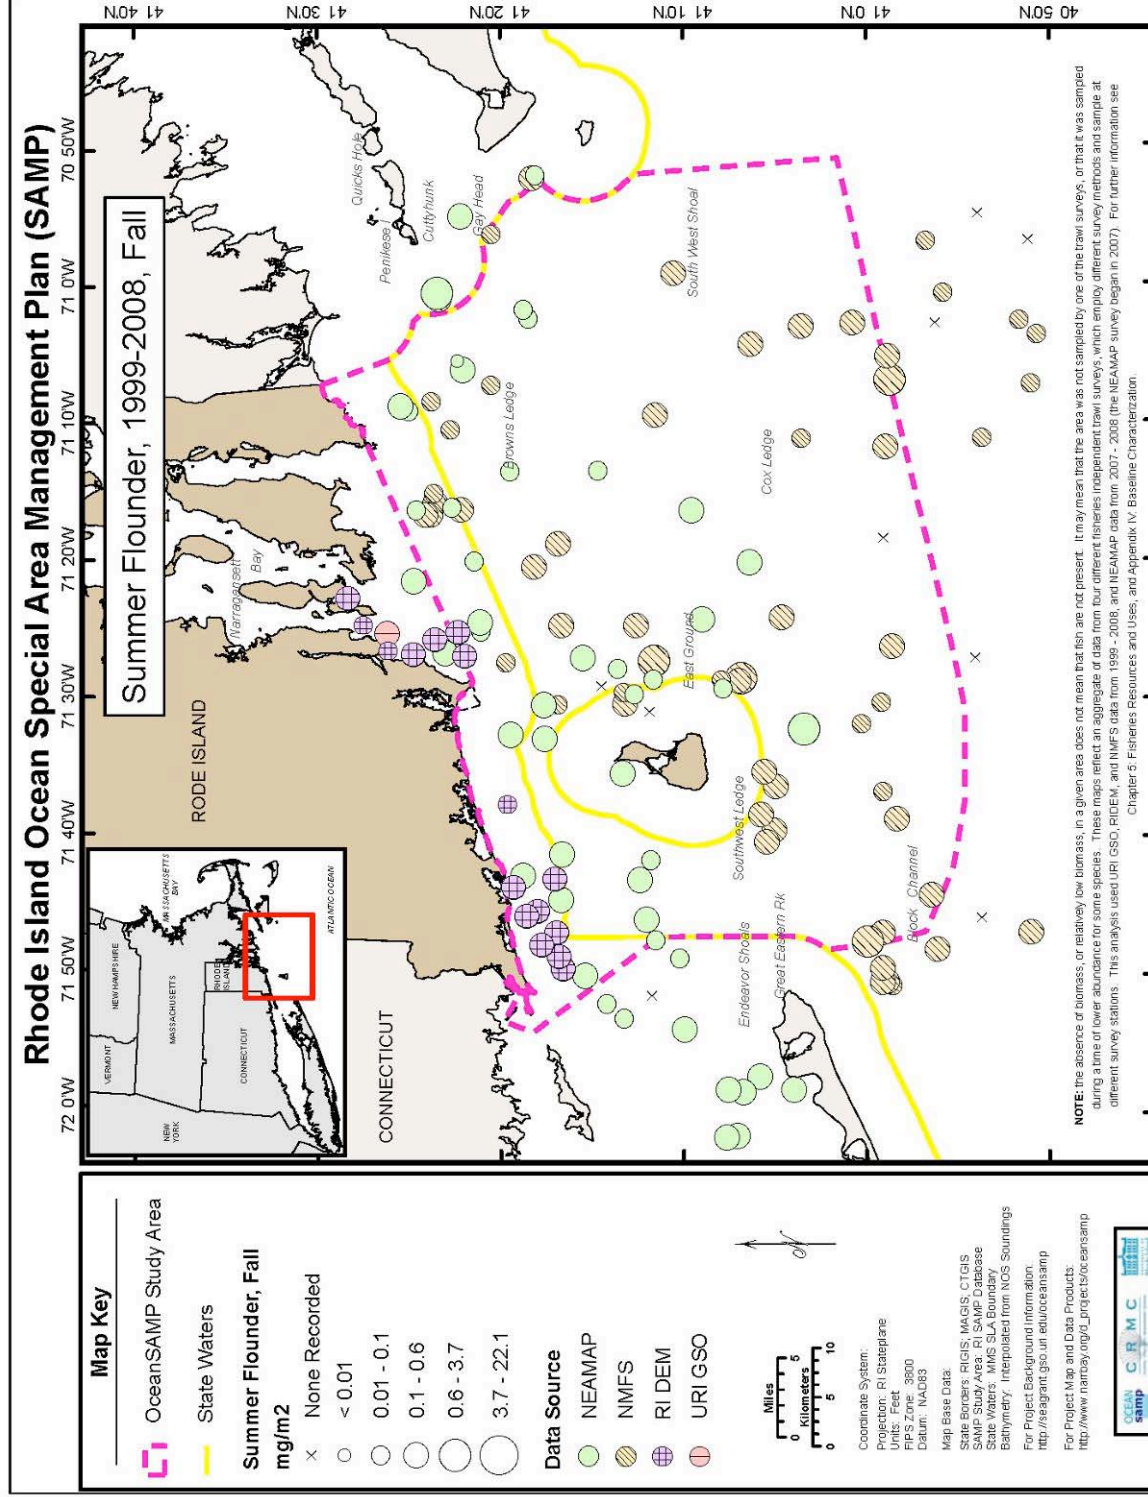 Rhode Island Ocean Special Area Management Plan (SAMP)
Map Key
OceanSAMP Study Area
State Waters
Summer Flounder, Fall
mg/m2
None Recorded
< 0.01
0.01 - 0.1
0.1 - 0.6
0.6 - 3.7
3.7 - 22.1
Data Source
NEAMAP
NMFS
RI DEM
URI GSO
Miles
0 5
Kilometers
0 5 10
N
Coordinate System:
Projection: RI Stateplane
Units: Feet
FIPS Zone: 3800
Datum: NAD83
Map Base Data:
State Borders: RIGIS; MAGIS; CTGIS
SAMP Study Area: RI SAMP Database
State Waters: MMS SLA Boundary
Bathymetry: Interpolated from NOS Soundings
For Project Background Information:
http://seagrant.gso.uri.edu/oceansamp
For Project Map and Data Products:
http://www.narrbay.org/d_projects/oceansamp
OCEAN
samp
C R M C
72 0'W
71 50'W
71 40'W
71 30'W
71 20'W
71 10'W
71 0'W
70 50'W
41 40'N
41 30'N
41 20'N
41 10'N
41 0'N
40 50'N
Summer Flounder, 1999-2008, Fall
VERMONT
NEW HAMPSHIRE
MASSACHUSETTS
BAY
NEW
YORK
MASSACHUSETTS
CONNECTICUT
RHODE
ISLAND
ATLANTIC OCEAN
RODE ISLAND
CONNECTICUT
Narragansett
Bay
Quicks Hole
Penikese
Cuttyhunk
Gay Head
Browns Ledge
South West Shoal
Cox Ledge
East Ground
Southwest Ledge
Endeavor Shoals
Great Eastern Rk
Block Channel
NOTE: the absence of biomass, or relatively low biomass, in a given area does not mean that fish are not present. It may mean that the area was not sampled by one of the trawl surveys, or that it was sampled
during a time of lower abundance for some species. These maps reflect an aggregate of data from four different fisheries independent trawl surveys, which employ different survey methods and sample at
different survey stations. This analysis used URI GSO, RIDEM, and NMFS data from 1999 - 2008, and NEAMAP data from 2007 - 2008 (the NEAMAP survey began in 2007). For further information see
Chapter 5: Fisheries Resources and Uses, and Appendix IV. Baseline Characterization.